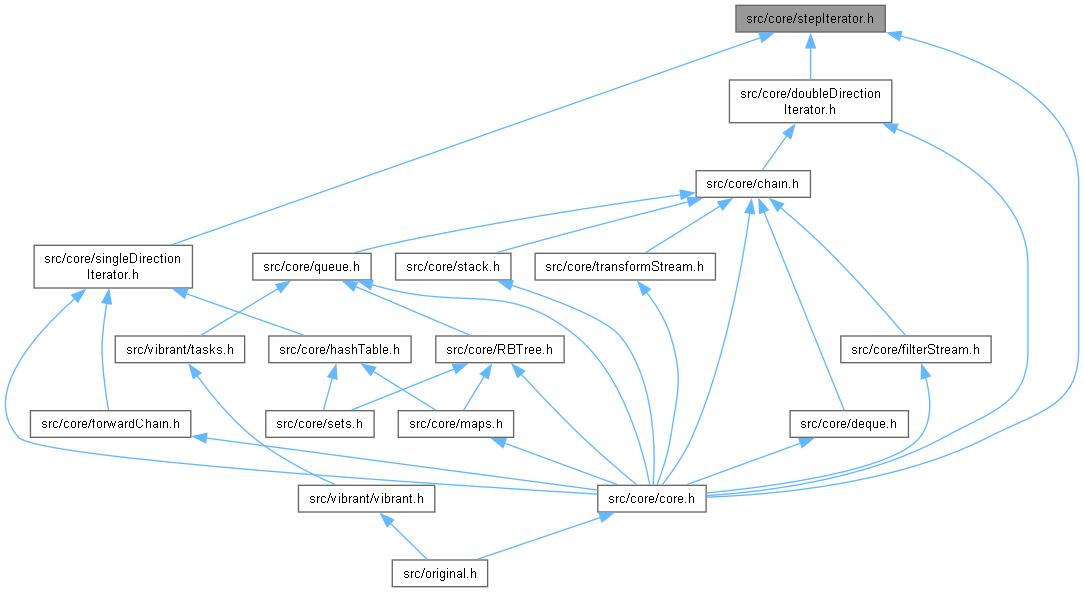 src/core/stepIterator.h
src/core/doubleDirection
Iterator.h
src/core/chain.h
src/core/singleDirection
Iterator.h
src/core/queue.h
src/core/stack.h
src/core/transformStream.h
src/vibrant/tasks.h
src/core/hashTable.h
src/core/RBTree.h
src/core/filterStream.h
src/core/forwardChain.h
src/core/sets.h
src/core/maps.h
src/core/deque.h
src/vibrant/vibrant.h
src/core/core.h
src/original.h